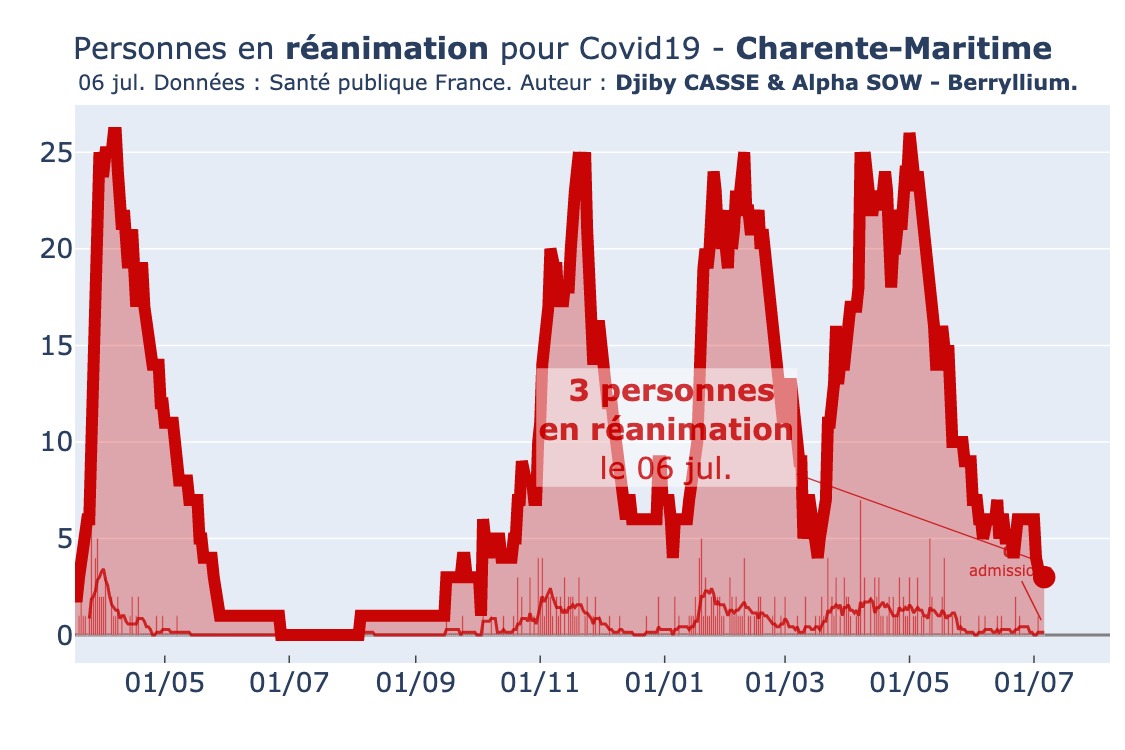 Personnes en réanimation pour Covid19 - Charente-Maritime
06 jul. Données : Santé publique France. Auteur : Djiby CASSE & Alpha SOW - Berryllium.
25
20
15
10
5
0
3 personnes
en réanimation
le 06 jul.
admissio
01/05 01/07 01/09 01/11 01/01 01/03 01/05 01/07